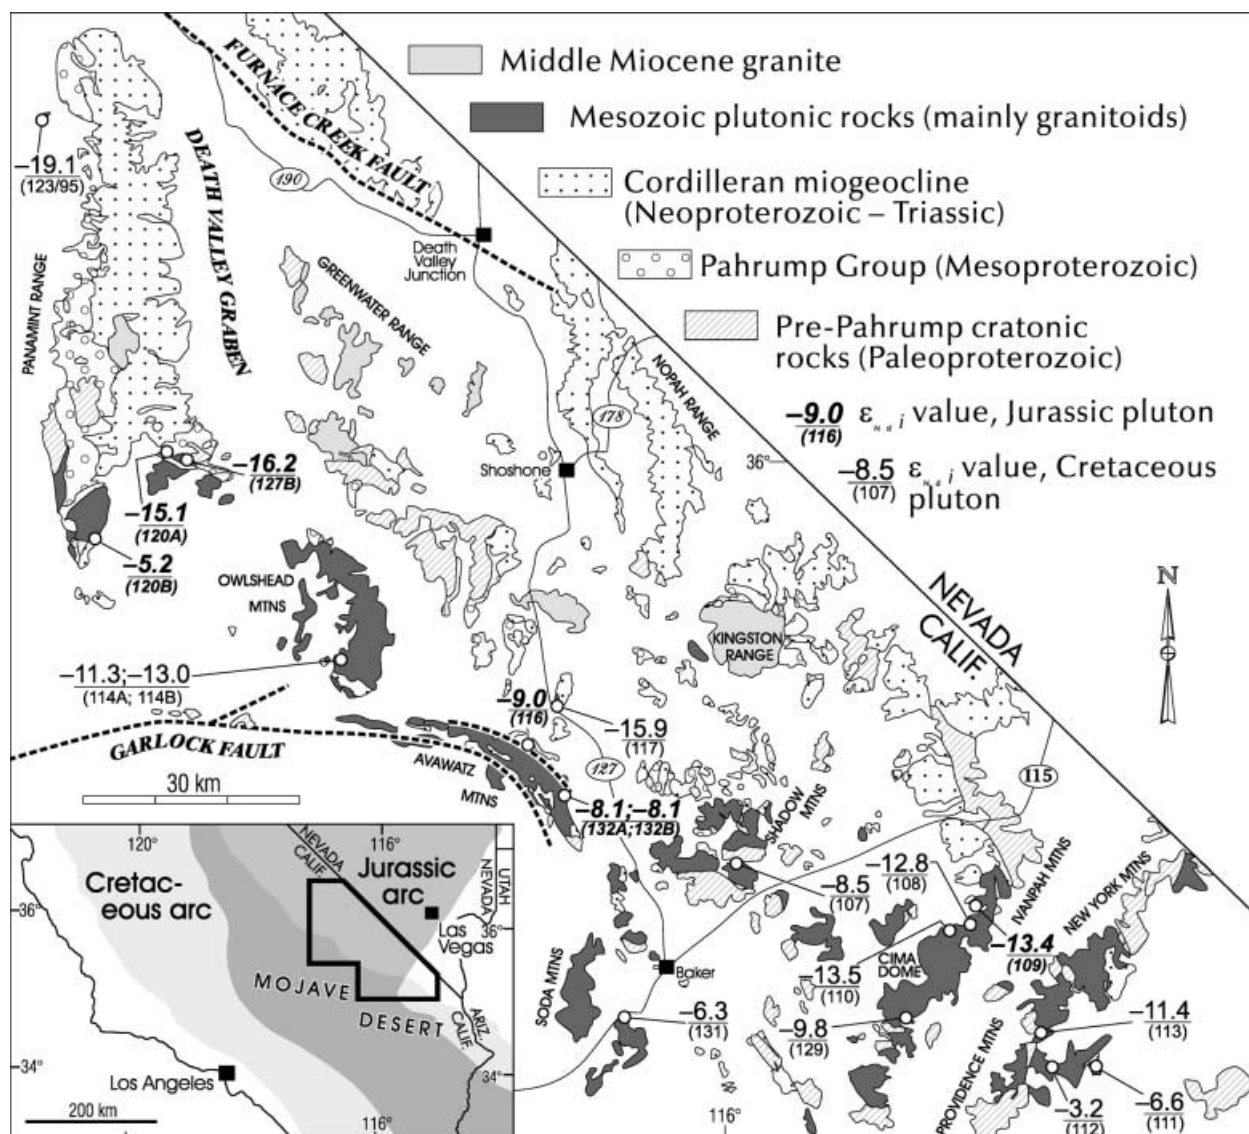 Middle Miocene granite
Mesozoic plutonic rocks (mainly granitoids)
Cordilleran miogeocline
(Neoproterozoic – Triassic)
Pahrump Group (Mesoproterozoic)
Pre-Pahrump cratonic
rocks (Paleoproterozoic)
–9.0
(116)
εNd i value, Jurassic pluton
–8.5
(107)
εNd i value, Cretaceous
pluton
FURNACE CREEK FAULT
–19.1
(123/95)
190
DEATH VALLEY GRABEN
Death
Valley
Junction
GREENWATER RANGE
PANAMINT RANGE
NOPAH RANGE
178
36°
Shoshone
–16.2
(127B)
–15.1
(120A)
–5.2
(120B)
OWLSHEAD
MTNS
N
NEVADA
CALIF.
KINGSTON
RANGE
–11.3;–13.0
(114A; 114B)
–9.0
(116)
–15.9
(117)
GARLOCK FAULT
AVAWATZ
MTNS
127
I15
30 km
–8.1;–8.1
(132A;132B)
SHADOW
MTNS
–12.8
(108)
–8.5
(107)
IVANPAH MTNS
NEW YORK MTNS
–13.4
(109)
CIMA
DOME
–13.5
(110)
Baker
SODA MTNS
–6.3
(131)
–9.8
(129)
–11.4
(113)
PROVIDENCE MTNS
–3.2
(112)
–6.6
(111)
116°
120°
116°
NEVADA
CALIF.
NEVADA
UTAH
Jurassic
arc
Cretac-
eous arc
36°
36°
Las
Vegas
MOJAVE
DESERT
ARIZ.
CALIF.
34°
34°
Los Angeles
200 km
116°